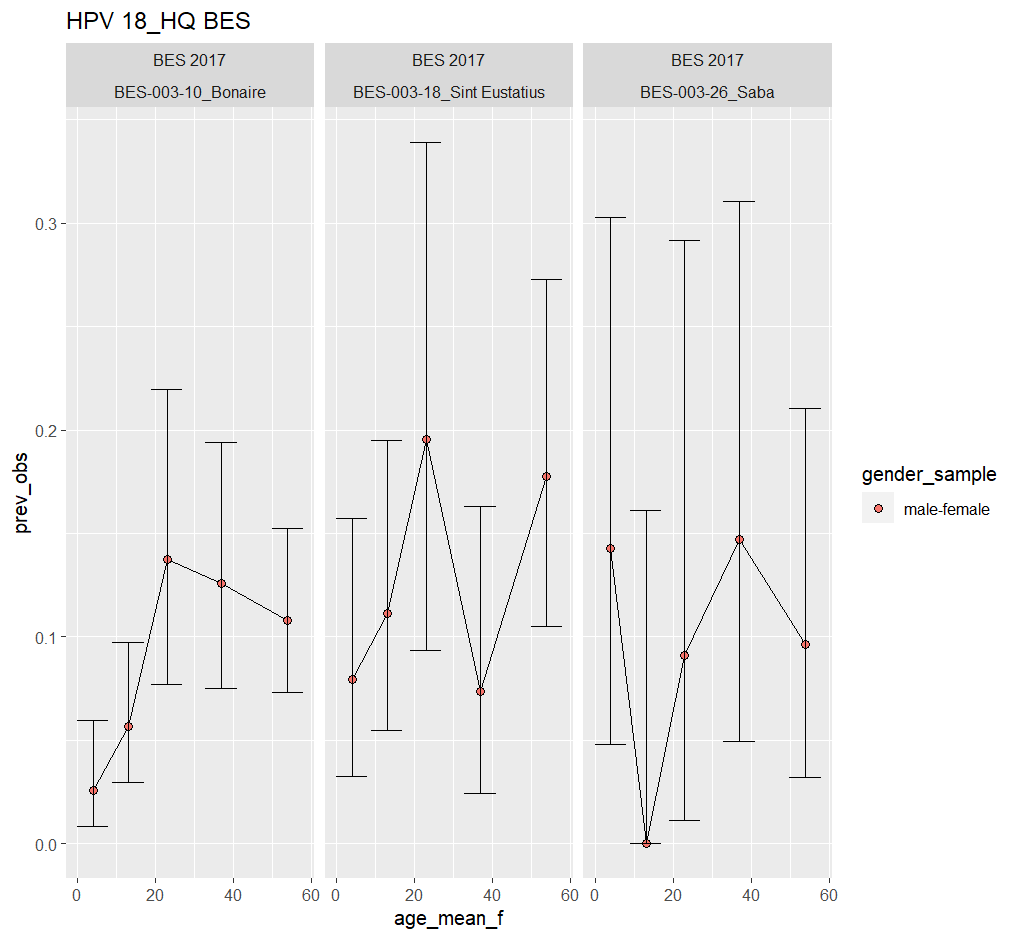 HPV 18_HQ BES
BES 2017 BES 2017 BES 2017
BES-003-10_Bonaire BES-003-18_Sint Eustatius BES-003-26_Saba
0.3
0.2
0.1
0.0
prev_obs
0 20 40 60 0 20 40 60 0 20 40 60
age_mean_f
gender_sample
male-female